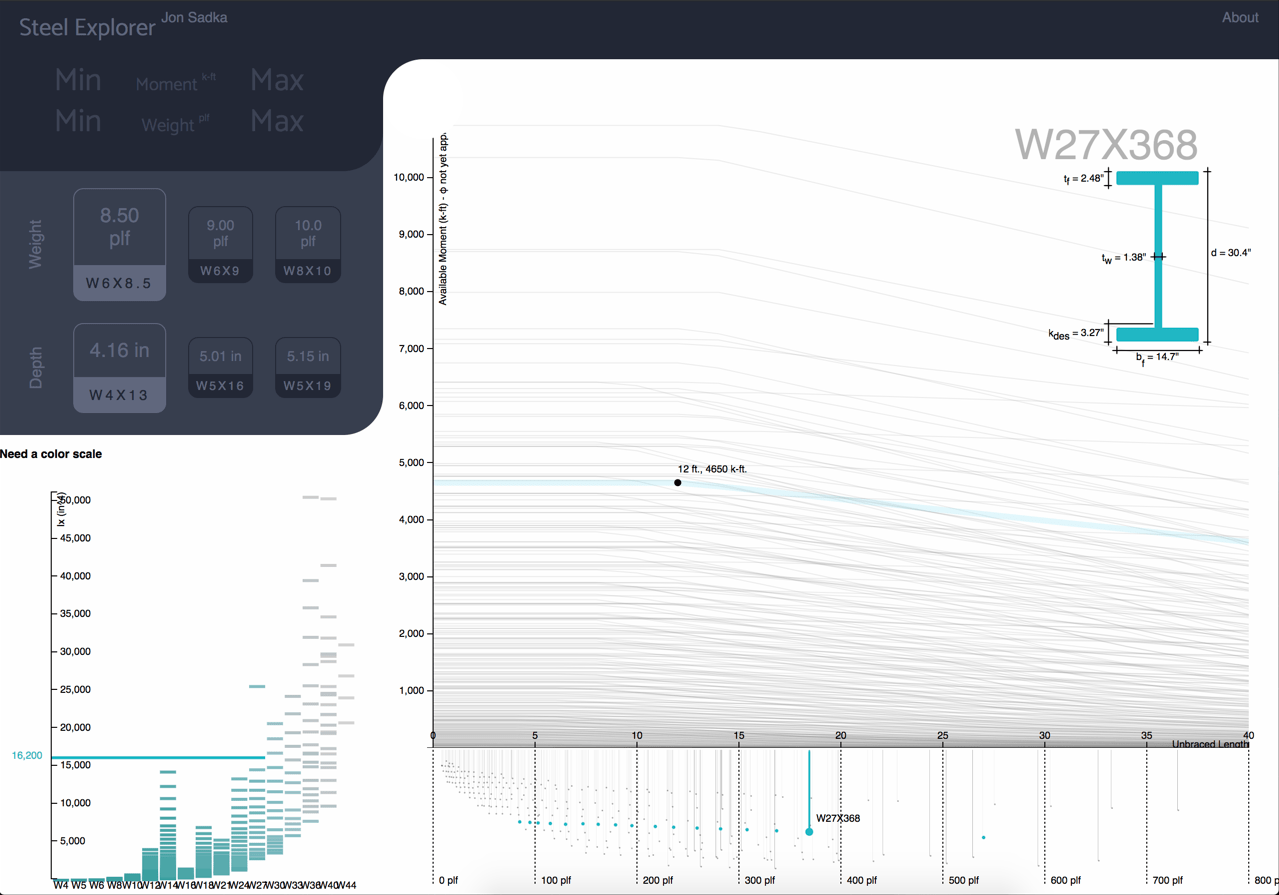 Steel Explorer Jon Sadka
About
Min Moment k-ft Max
Min Weight plf Max
Weight
8.50 plf
W6X8.5
9.00 plf
W6X9
10.0 plf
W8X10
Depth
4.16 in
W4X13
5.01 in
W5X16
5.15 in
W5X19
Need a color scale
Ix (in⁴)
50,000
45,000
40,000
35,000
30,000
25,000
20,000
16,200
15,000
10,000
5,000
W4 W5 W6 W8 W10 W12 W14 W16 W18 W21 W24 W27 W30 W33 W36 W40 W44
Available Moment (k-ft) - Φ not yet app.
10,000
9,000
8,000
7,000
6,000
5,000
4,000
3,000
2,000
1,000
W27X368
tf = 2.48"
tw = 1.38"
d = 30.4"
kdes = 3.27"
bf = 14.7"
12 ft., 4650 k-ft.
0 5 10 15 20 25 30 35 40
Unbraced Length
W27X368
0 plf 100 plf 200 plf 300 plf 400 plf 500 plf 600 plf 700 plf 800 p